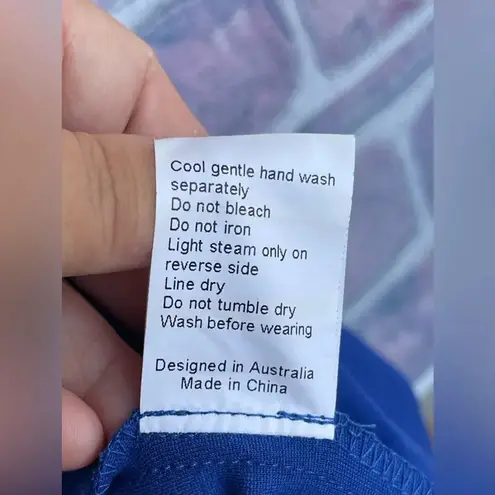 Cool gentle hand wash
separately
Do not bleach
Do not iron
Light steam only on
reverse side
Line dry
Do not tumble dry
Wash before wearing
Designed in Australia
Made in China